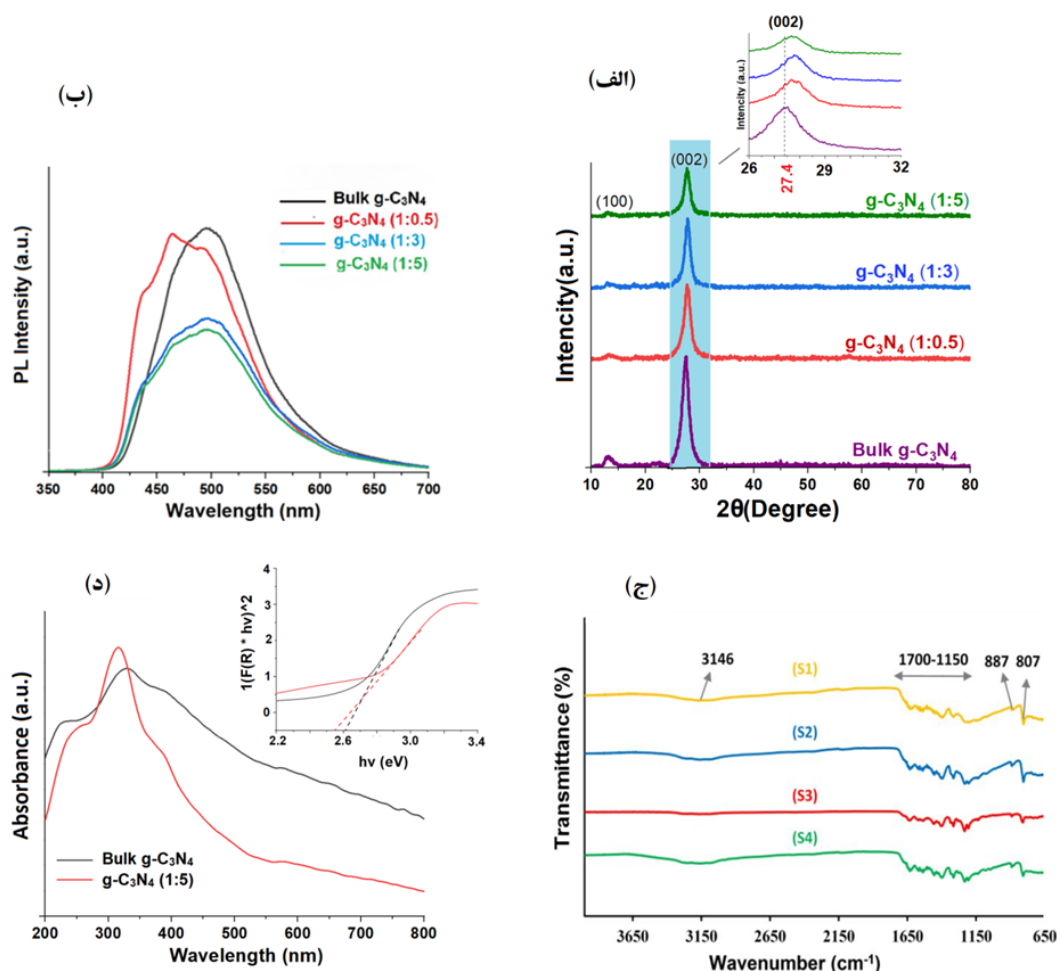 (الف)
(002)
Intencity (a.u.)
26 29 32
27.4
(002)
(100)
g-C₃N₄ (1:5)
g-C₃N₄ (1:3)
g-C₃N₄ (1:0.5)
Bulk g-C₃N₄
Intencity(a.u.)
10 20 30 40 50 60 70 80
2θ(Degree)
(ب)
Bulk g-C₃N₄
g-C₃N₄ (1:0.5)
g-C₃N₄ (1:3)
g-C₃N₄ (1:5)
PL Intensity (a.u.)
350 400 450 500 550 600 650 700
Wavelength (nm)
(ج)
3146
1700-1150
887
807
(S1)
(S2)
(S3)
(S4)
Transmittance (%)
3650 3150 2650 2150 1650 1150 650
Wavenumber (cm⁻¹)
(د)
4
3
2
1
0
1(F(R) * hv)^2
2.2 2.6 3.0 3.4
hv (eV)
Absorbance (a.u.)
Bulk g-C₃N₄
g-C₃N₄ (1:5)
200 300 400 500 600 700 800
Wavelength (nm)